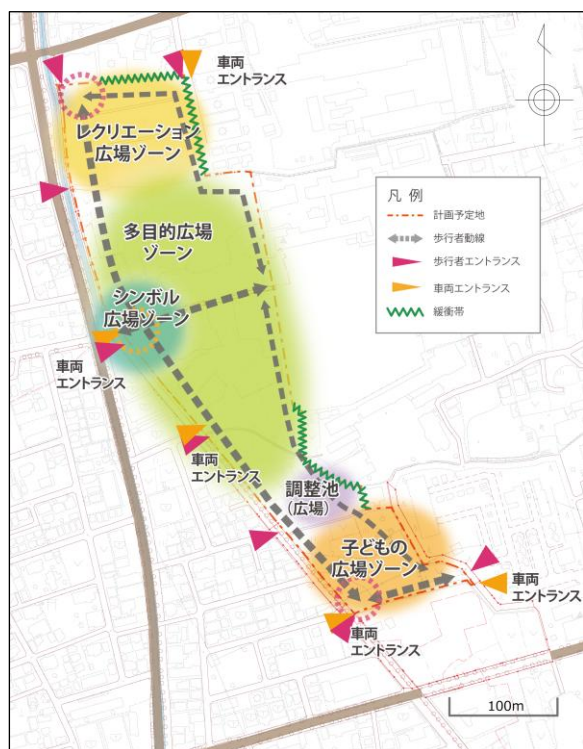 車両
エントランス
レクリエーション
広場ゾーン
凡 例
計画予定地
歩行者動線
歩行者エントランス
車両エントランス
緩衝帯
多目的広場
ゾーン
シンボル
広場ゾーン
車両
エントランス
車両
エントランス
調整池
(広場)
子どもの
広場ゾーン
車両
エントランス
車両
エントランス
100m